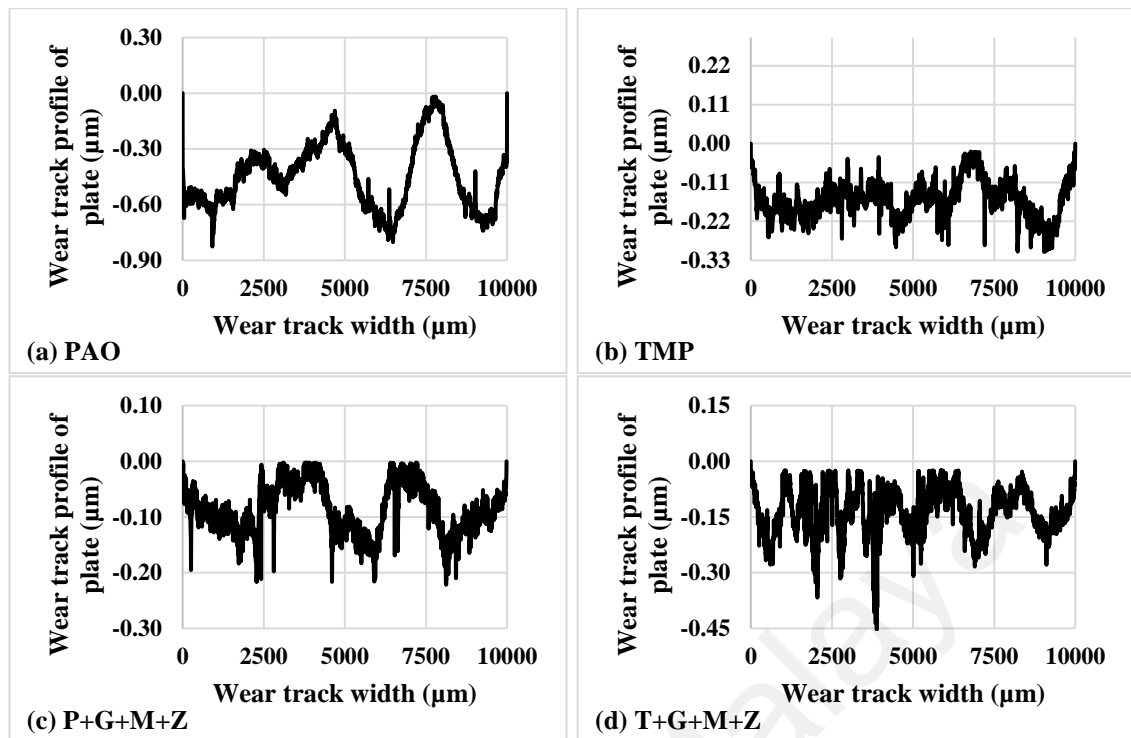 Wear track profile of
plate (µm)
0.30
0.00
-0.30
-0.60
-0.90
0 2500 5000 7500 10000
Wear track width (µm)
(a) PAO
Wear track profile of
plate (µm)
0.22
0.11
0.00
-0.11
-0.22
-0.33
0 2500 5000 7500 10000
Wear track width (µm)
(b) TMP
Wear track profile of
plate (µm)
0.10
0.00
-0.10
-0.20
-0.30
0 2500 5000 7500 10000
Wear track width (µm)
(c) P+G+M+Z
Wear track profile of
plate (µm)
0.15
0.00
-0.15
-0.30
-0.45
0 2500 5000 7500 10000
Wear track width (µm)
(d) T+G+M+Z
alaya